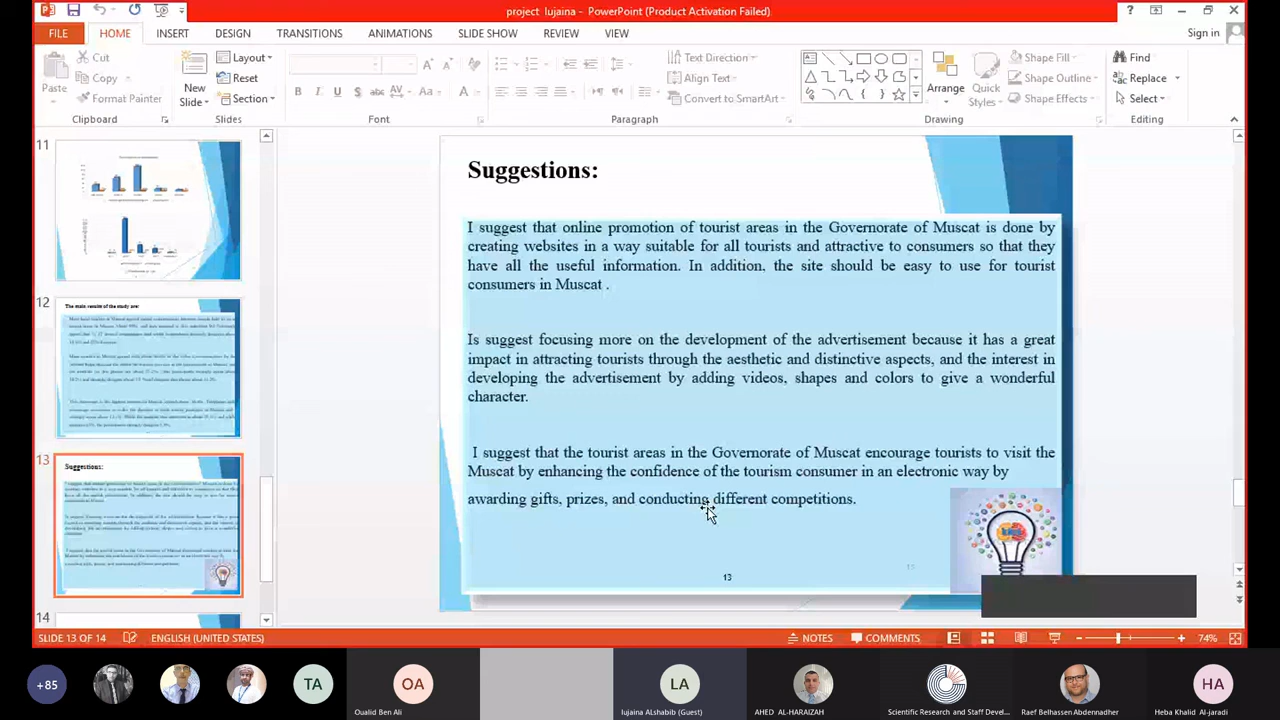 project lujaina - PowerPoint (Product Activation Failed)
Sign in
FILE HOME INSERT DESIGN TRANSITIONS ANIMATIONS SLIDE SHOW REVIEW VIEW
Paste
Cut
Copy
Format Painter
Clipboard
New Slide
Layout
Reset
Section
Slides
Font
Text Direction
Align Text
Convert to SmartArt
Paragraph
Arrange
Quick Styles
Shape Fill
Shape Outline
Shape Effects
Drawing
Find
Replace
Select
Editing
11
12
The main results of the study are:
13
Suggestions:
14
Suggestions:
I suggest that online promotion of tourist areas in the Governorate of Muscat is done by
creating websites in a way suitable for all tourists and attractive to consumers so that they
have all the useful information. In addition, the site should be easy to use for tourist
consumers in Muscat .
Is suggest focusing more on the development of the advertisement because it has a great
impact in attracting tourists through the aesthetic and distinctive aspects, and the interest in
developing the advertisement by adding videos, shapes and colors to give a wonderful
character.
I suggest that the tourist areas in the Governorate of Muscat encourage tourists to visit the
Muscat by enhancing the confidence of the tourism consumer in an electronic way by
awarding gifts, prizes, and conducting different competitions.
13
15
SLIDE 13 OF 14 ENGLISH (UNITED STATES) NOTES COMMENTS 74%
+85
TA
OA
LA
HA
Oualid Ben Ali
lujaina ALshabib (Guest)
AHED AL-HARAIZAH
Scientific Research and Staff Devel...
Raef Belhassen Abdennadher
Heba Khalid Al-jaradi